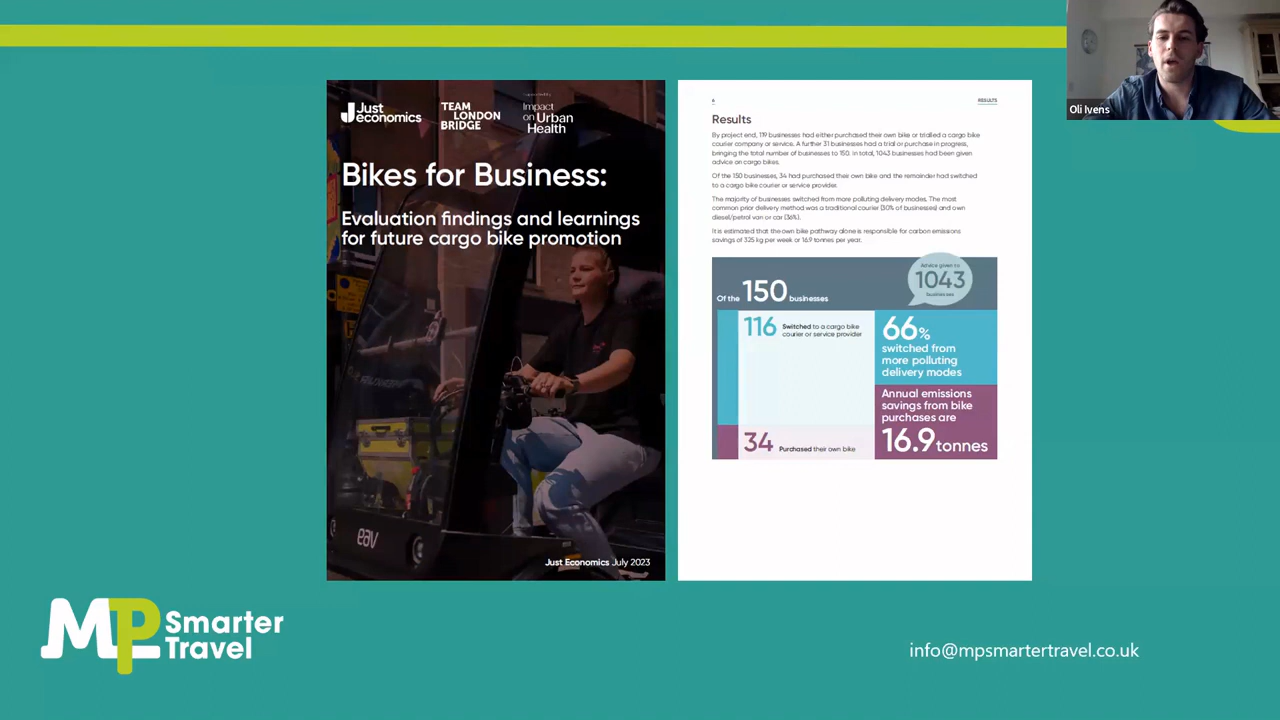 Just
economics
TEAM
LONDON
BRIDGE
Supported by
Impact
on Urban
Health
Bikes for Business:
Evaluation findings and learnings
for future cargo bike promotion
eav
Just Economics July 2023
6
RESULTS
Results
By project end, 119 businesses had either purchased their own bike or trialled a cargo bike
courier company or service. A further 31 businesses had a trial or purchase in progress,
bringing the total number of businesses to 150. In total, 1043 businesses had been given
advice on cargo bikes.
Of the 150 businesses, 34 had purchased their own bike and the remainder had switched
to a cargo bike courier or service provider.
The majority of businesses switched from more polluting delivery modes. The most
common prior delivery method was a traditional courier (30% of businesses) and own
diesel/petrol van or car (36%).
It is estimated that the own bike pathway alone is responsible for carbon emissions
savings of 325 kg per week or 16.9 tonnes per year.
Advice given to
1043
businesses
Of the 150 businesses
116 Switched to a cargo bike
courier or service provider
66%
switched from
more polluting
delivery modes
Annual emissions
savings from bike
purchases are
16.9 tonnes
34 Purchased their own bike
Oli Ivens
MP Smarter
Travel
info@mpsmartertravel.co.uk